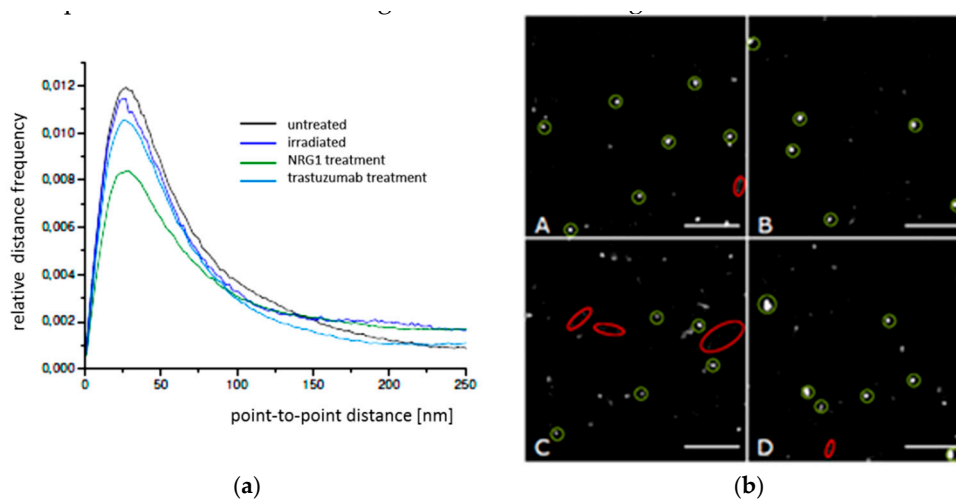 0,012
0,010
0,008
0,006
0,004
0,002
0,000
relative distance frequency
untreated
irradiated
NRG1 treatment
trastuzumab treatment
0 50 100 150 200 250
point-to-point distance [nm]
A
B
C
D
(a) (b)